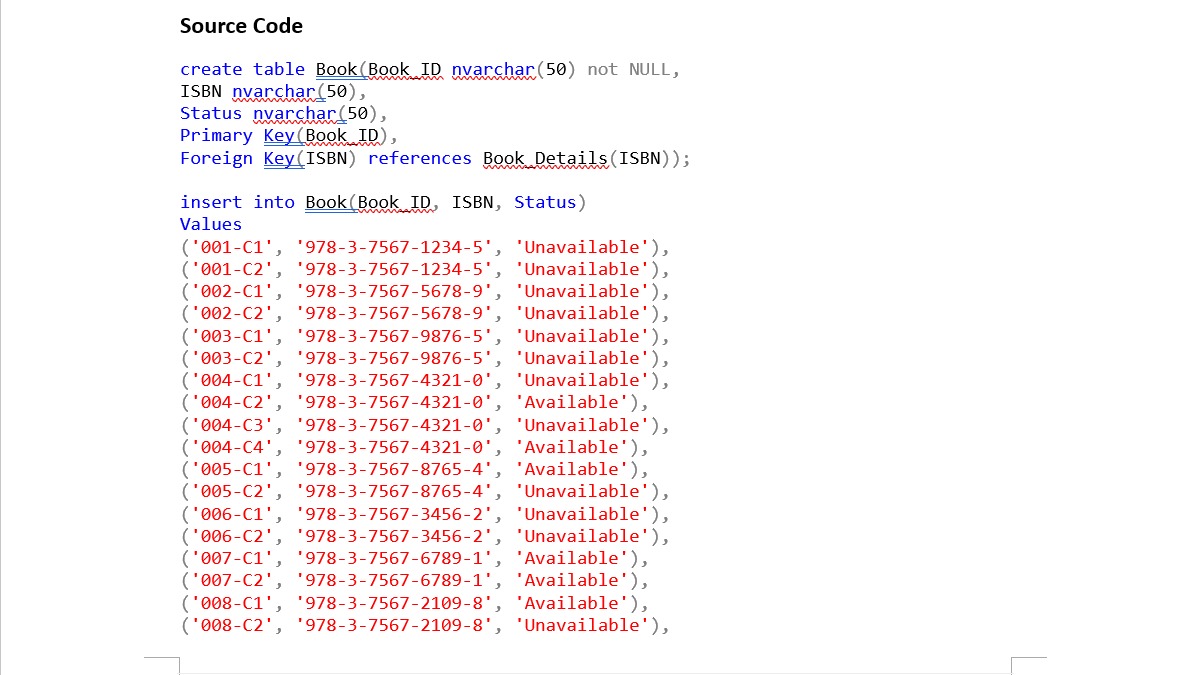 Source Code
create table Book(Book_ID nvarchar(50) not NULL,
ISBN nvarchar(50),
Status nvarchar(50),
Primary Key(Book_ID),
Foreign Key(ISBN) references Book_Details(ISBN));
insert into Book(Book_ID, ISBN, Status)
Values
('001-C1', '978-3-7567-1234-5', 'Unavailable'),
('001-C2', '978-3-7567-1234-5', 'Unavailable'),
('002-C1', '978-3-7567-5678-9', 'Unavailable'),
('002-C2', '978-3-7567-5678-9', 'Unavailable'),
('003-C1', '978-3-7567-9876-5', 'Unavailable'),
('003-C2', '978-3-7567-9876-5', 'Unavailable'),
('004-C1', '978-3-7567-4321-0', 'Unavailable'),
('004-C2', '978-3-7567-4321-0', 'Available'),
('004-C3', '978-3-7567-4321-0', 'Unavailable'),
('004-C4', '978-3-7567-4321-0', 'Available'),
('005-C1', '978-3-7567-8765-4', 'Available'),
('005-C2', '978-3-7567-8765-4', 'Unavailable'),
('006-C1', '978-3-7567-3456-2', 'Unavailable'),
('006-C2', '978-3-7567-3456-2', 'Unavailable'),
('007-C1', '978-3-7567-6789-1', 'Available'),
('007-C2', '978-3-7567-6789-1', 'Available'),
('008-C1', '978-3-7567-2109-8', 'Available'),
('008-C2', '978-3-7567-2109-8', 'Unavailable'),